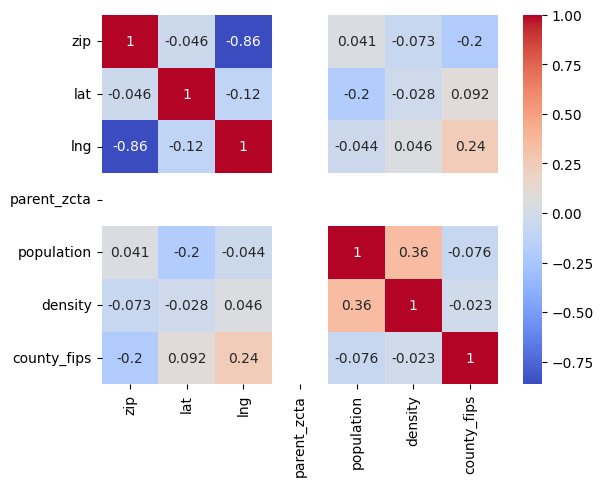 zip 1 -0.046 -0.86 0.041 -0.073 -0.2
lat -0.046 1 -0.12 -0.2 -0.028 0.092
lng -0.86 -0.12 1 -0.044 0.046 0.24
parent_zcta
population 0.041 -0.2 -0.044 1 0.36 -0.076
density -0.073 -0.028 0.046 0.36 1 -0.023
county_fips -0.2 0.092 0.24 -0.076 -0.023 1
zip lat lng parent_zcta population density county_fips
1.00
0.75
0.50
0.25
0.00
-0.25
-0.50
-0.75